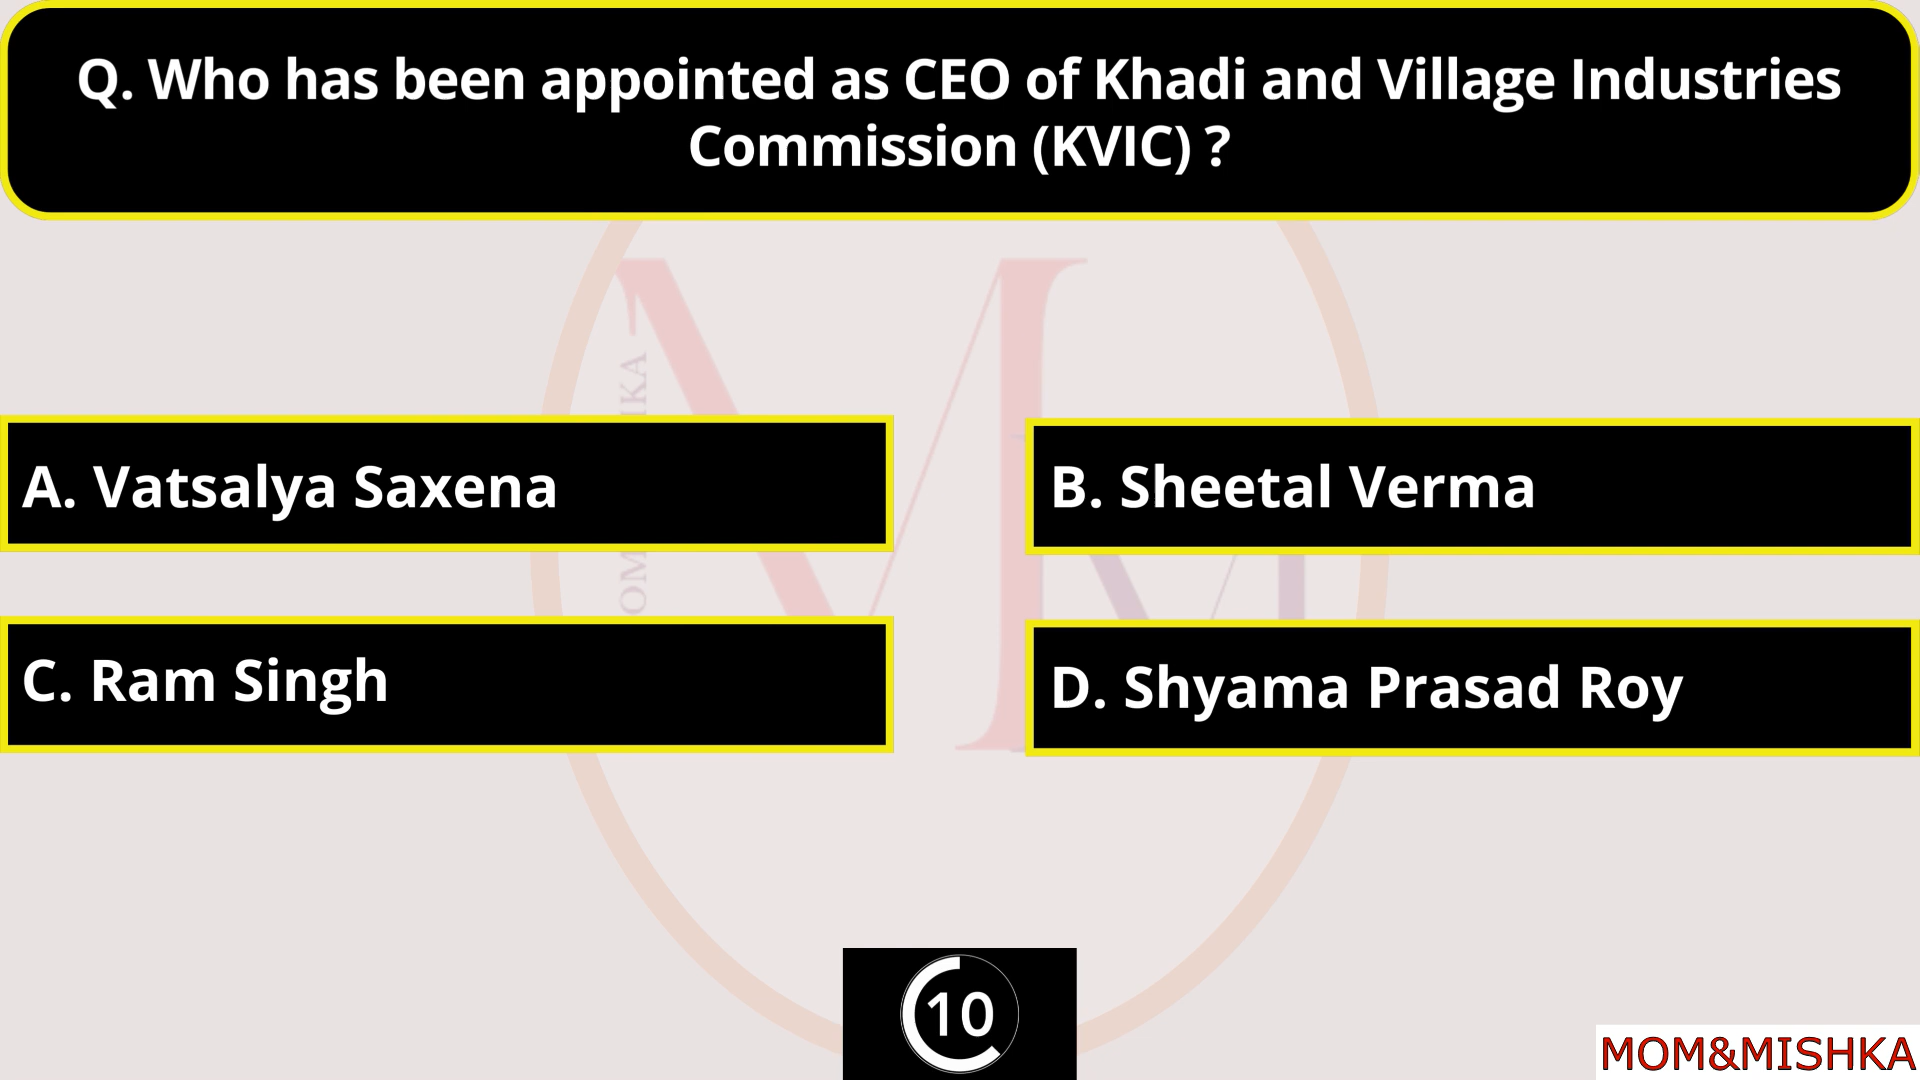 Q. Who has been appointed as CEO of Khadi and Village Industries
Commission (KVIC) ?
A. Vatsalya Saxena
B. Sheetal Verma
C. Ram Singh
D. Shyama Prasad Roy
10
MOM&MISHKA